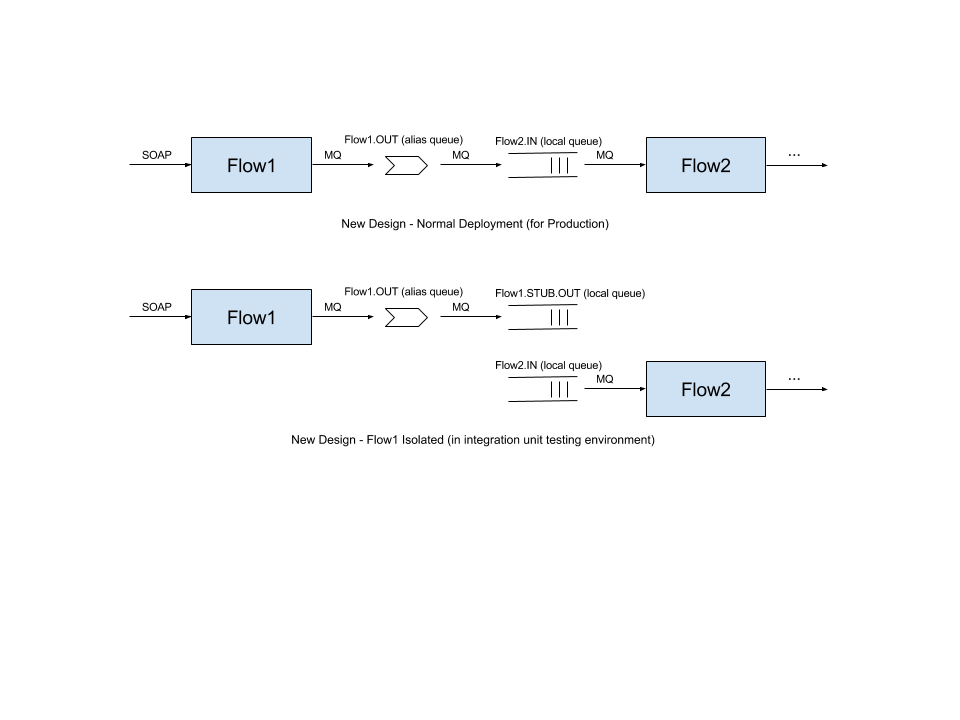 Flow1.OUT (alias queue)
Flow2.IN (local queue)
SOAP
Flow1
MQ
MQ
MQ
Flow2
...
New Design - Normal Deployment (for Production)
Flow1.OUT (alias queue)
Flow1.STUB.OUT (local queue)
SOAP
Flow1
MQ
MQ
Flow2.IN (local queue)
MQ
Flow2
...
New Design - Flow1 Isolated (in integration unit testing environment)